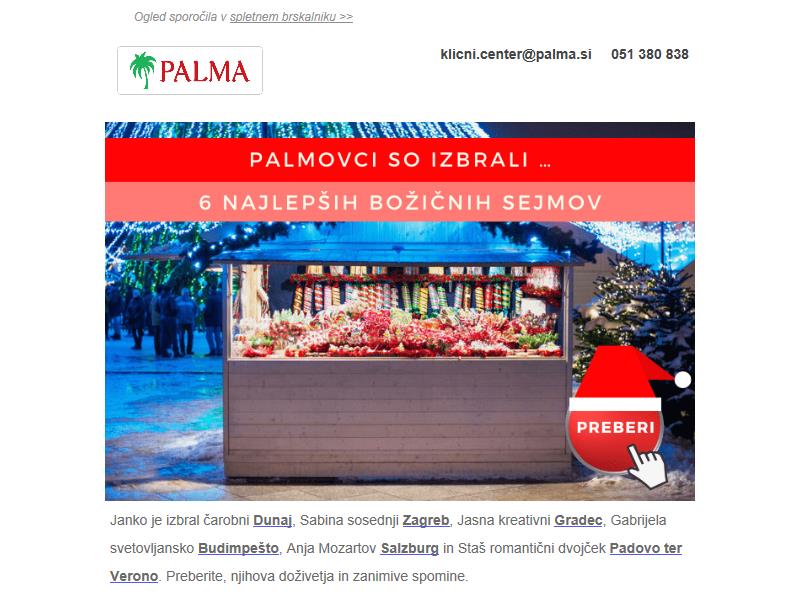 Ogled sporočila v spletnem brskalniku >>
PALMA
klicni.center@palma.si 051 380 838
PALMOVCI SO IZBRALI ...
6 NAJLEPŠIH BOŽIČNIH SEJMOV
PREBERI
Janko je izbral čarobni Dunaj, Sabina sosednji Zagreb, Jasna kreativni Gradec, Gabrijela
svetovljansko Budimpešto, Anja Mozartov Salzburg in Staš romantični dvojček Padovo ter
Verono. Preberite, njihova doživetja in zanimive spomine.